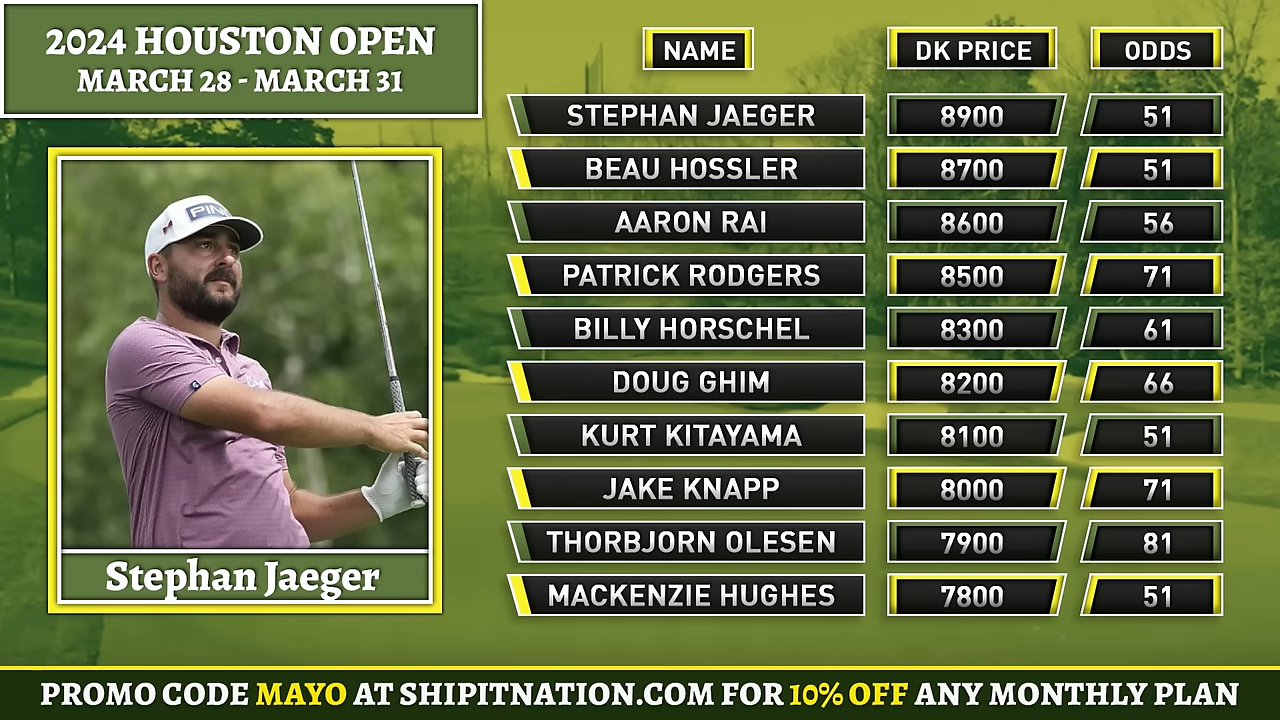 2024 HOUSTON OPEN
MARCH 28 - MARCH 31
NAME DK PRICE ODDS
STEPHAN JAEGER 8900 51
BEAU HOSSLER 8700 51
AARON RAI 8600 56
PATRICK RODGERS 8500 71
BILLY HORSCHEL 8300 61
DOUG GHIM 8200 66
KURT KITAYAMA 8100 51
JAKE KNAPP 8000 71
THORBJORN OLESEN 7900 81
MACKENZIE HUGHES 7800 51
PING
Stephan Jaeger
PROMO CODE MAYO AT SHIPITNATION.COM FOR 10% OFF ANY MONTHLY PLAN